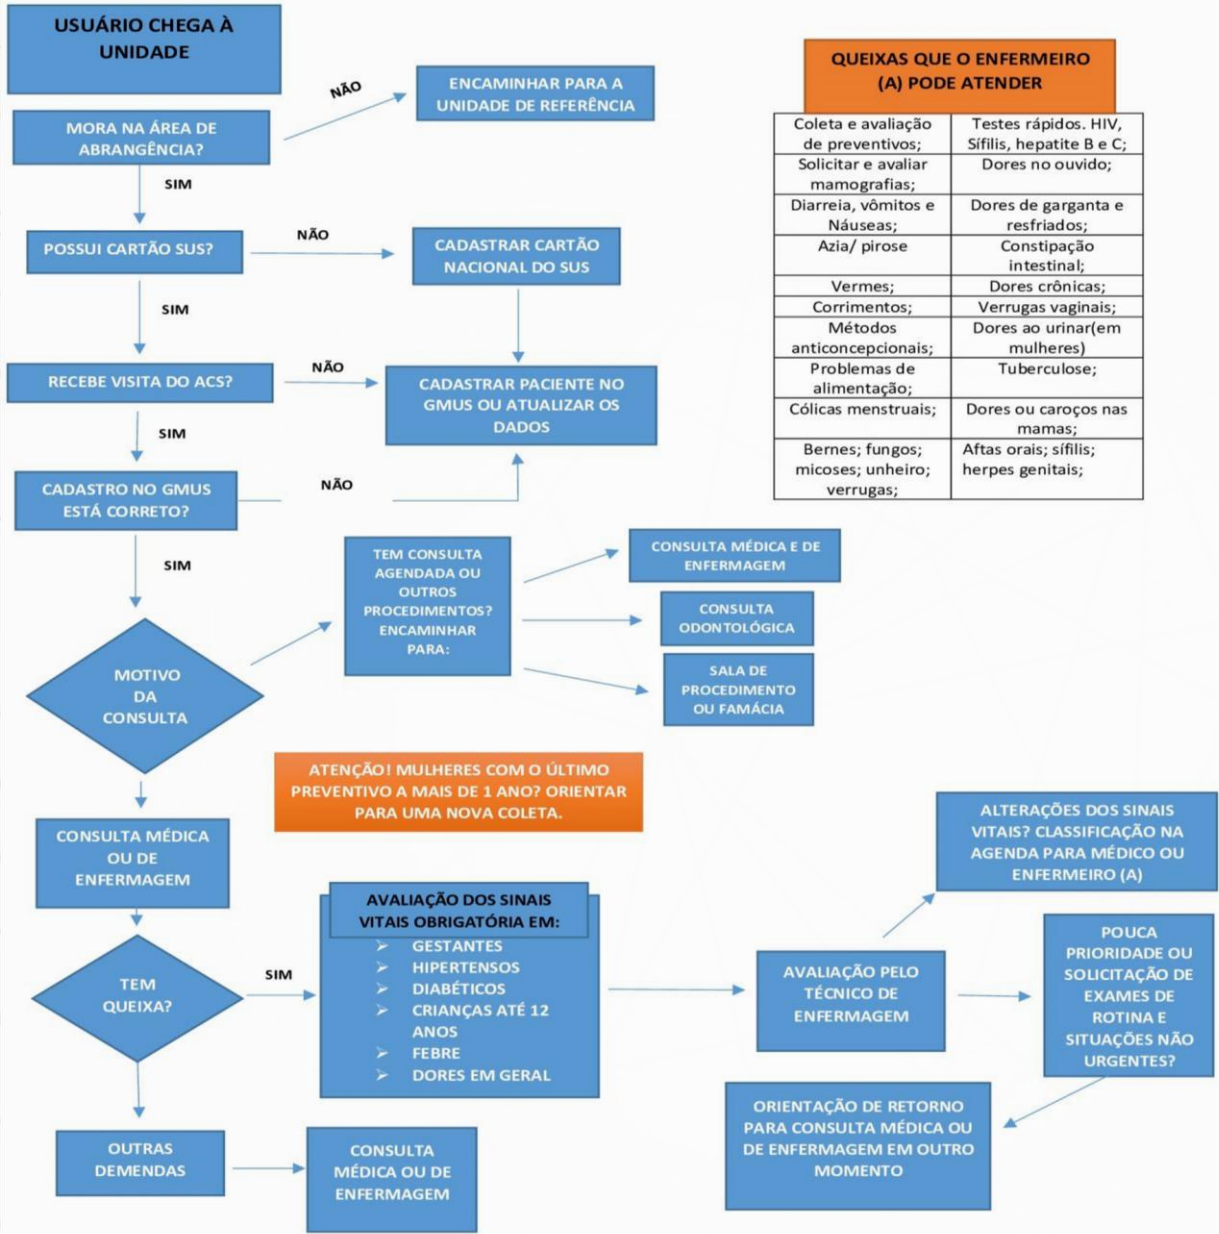 USUÁRIO CHEGA À
UNIDADE
MORA NA ÁREA DE
ABRANGÊNCIA?
NÃO
ENCAMINHAR PARA A
UNIDADE DE REFERÊNCIA
SIM
POSSUI CARTÃO SUS?
NÃO
CADASTRAR CARTÃO
NACIONAL DO SUS
SIM
RECEBE VISITA DO ACS?
NÃO
CADASTRAR PACIENTE NO
GMUS OU ATUALIZAR OS
DADOS
SIM
CADASTRO NO GMUS
ESTÁ CORRETO?
NÃO
SIM
MOTIVO
DA
CONSULTA
TEM CONSULTA
AGENDADA OU
OUTROS
PROCEDIMENTOS?
ENCAMINHAR
PARA:
CONSULTA MÉDICA E DE
ENFERMAGEM
CONSULTA
ODONTOLÓGICA
SALA DE
PROCEDIMENTO
OU FAMÁCIA
QUEIXAS QUE O ENFERMEIRO
(A) PODE ATENDER
Coleta e avaliação
de preventivos;
Testes rápidos. HIV,
Sífilis, hepatite B e C;
Solicitar e avaliar
mamografias;
Dores no ouvido;
Diarreia, vômitos e
Náuseas;
Dores de garganta e
resfriados;
Azia/ pirose
Constipação
intestinal;
Vermes;
Dores crônicas;
Corrimentos;
Verrugas vaginais;
Métodos
anticoncepcionais;
Dores ao urinar(em
mulheres)
Problemas de
alimentação;
Tuberculose;
Cólicas menstruais;
Dores ou caroços nas
mamas;
Bernes; fungos;
micoses; unheiro;
verrugas;
Aftas orais; sífilis;
herpes genitais;
ATENÇÃO! MULHERES COM O ÚLTIMO
PREVENTIVO A MAIS DE 1 ANO? ORIENTAR
PARA UMA NOVA COLETA.
CONSULTA MÉDICA
OU DE
ENFERMAGEM
TEM
QUEIXA?
SIM
AVALIAÇÃO DOS SINAIS
VITAIS OBRIGATÓRIA EM:
➢ GESTANTES
➢ HIPERTENSOS
➢ DIABÉTICOS
➢ CRIANÇAS ATÉ 12
ANOS
➢ FEBRE
➢ DORES EM GERAL
AVALIAÇÃO PELO
TÉCNICO DE
ENFERMAGEM
ALTERAÇÕES DOS SINAIS
VITAIS? CLASSIFICAÇÃO NA
AGENDA PARA MÉDICO OU
ENFERMEIRO (A)
POUCA
PRIORIDADE OU
SOLICITAÇÃO DE
EXAMES DE
ROTINA E
SITUAÇÕES NÃO
URGENTES?
ORIENTAÇÃO DE RETORNO
PARA CONSULTA MÉDICA OU
DE ENFERMAGEM EM OUTRO
MOMENTO
OUTRAS
DEMENDAS
CONSULTA
MÉDICA OU DE
ENFERMAGEM